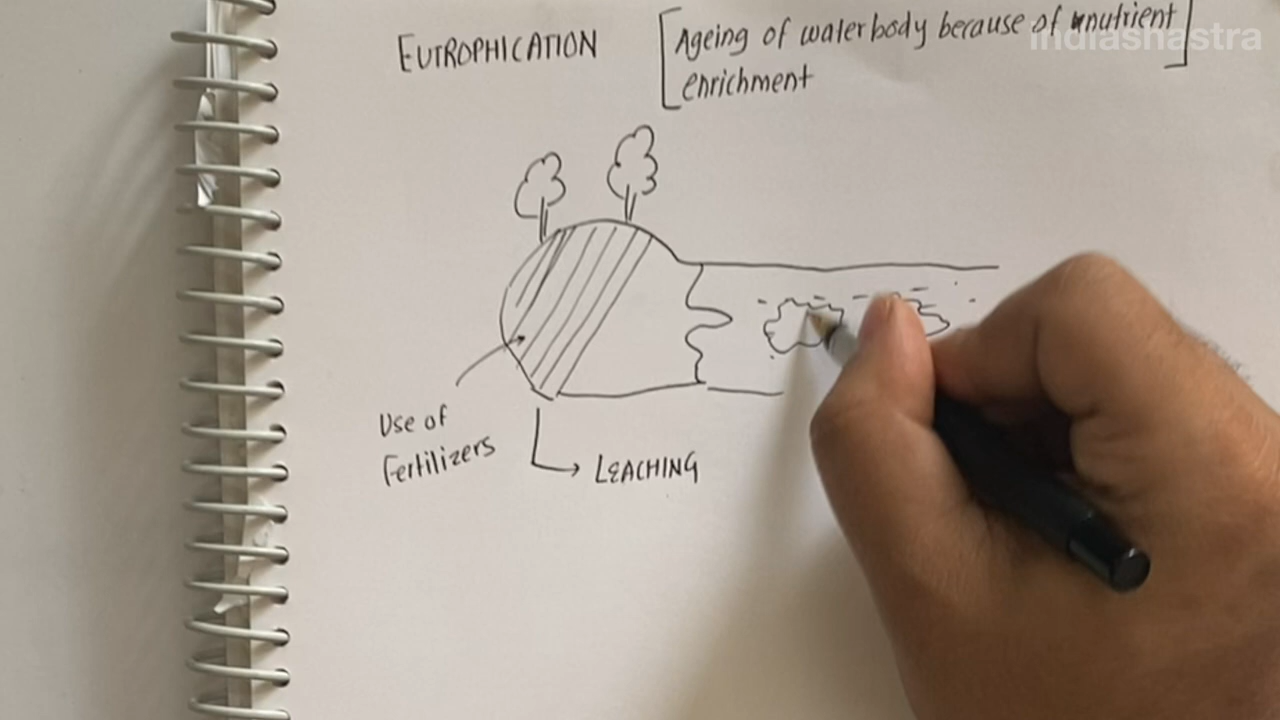 EUTROPHICATION
[Ageing of waterbody because of nutrient
enrichment]
indiashastra
Use of
Fertilizers
LEACHING